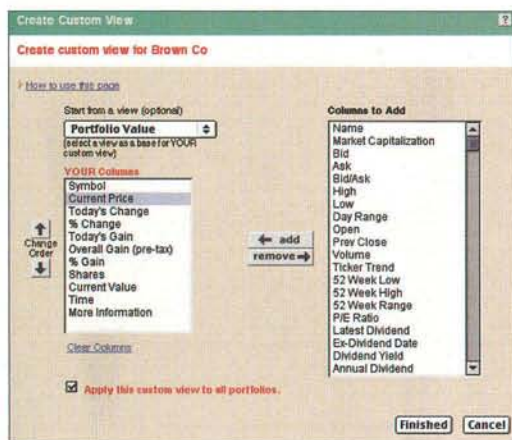 Create Custom View
?
Create custom view for Brown Co
How to use this page
Start from a view (optional)
Portfolio Value
(select a view as a base for YOUR
custom view)
YOUR Columns
Symbol
Current Price
Today's Change
% Change
Today's Gain
Overall Gain (pre-tax)
% Gain
Shares
Current Value
Time
More Information
Change
Order
Clear Columns
add
remove
Columns to Add
Name
Market Capitalization
Bid
Ask
Bid/Ask
High
Low
Day Range
Open
Prev Close
Volume
Ticker Trend
52 Week Low
52 Week High
52 Week Range
P/E Ratio
Latest Dividend
Ex-Dividend Date
Dividend Yield
Annual Dividend
Apply this custom view to all portfolios.
Finished
Cancel